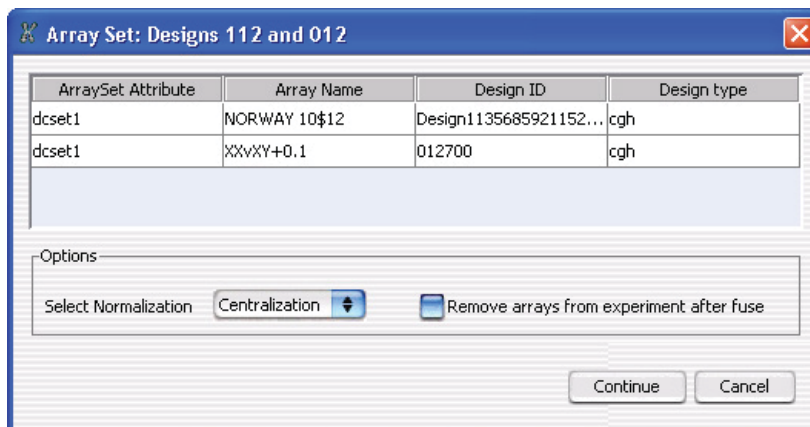 Array Set: Designs 112 and 012
ArraySet Attribute Array Name Design ID Design type
dcset1 NORWAY 10$12 Design1135685921152... cgh
dcset1 XXvXY+0.1 012700 cgh
Options
Select Normalization Centralization Remove arrays from experiment after fuse
Continue Cancel